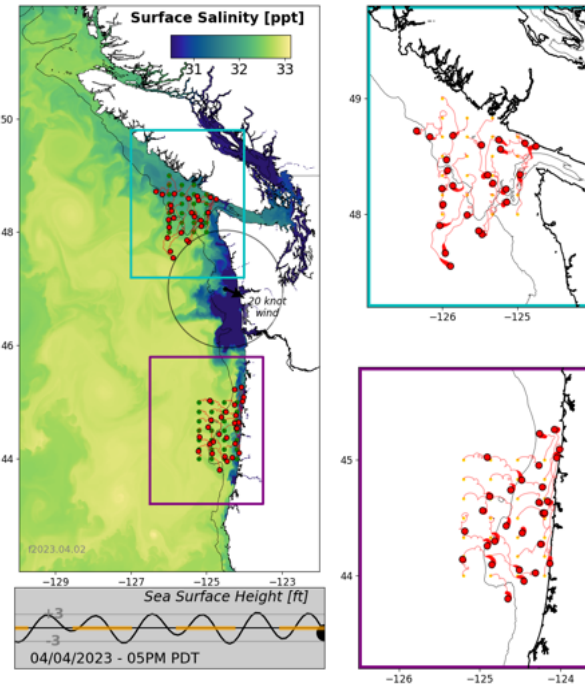 Surface Salinity [ppt]
31 32 33
50
48
46
44
20 knot
wind
f2023.04.02
−129 −127 −125 −123
Sea Surface Height [ft]
+3
-3
04/04/2023 - 05PM PDT
49
48
−126 −125
45
44
−126 −125 −124